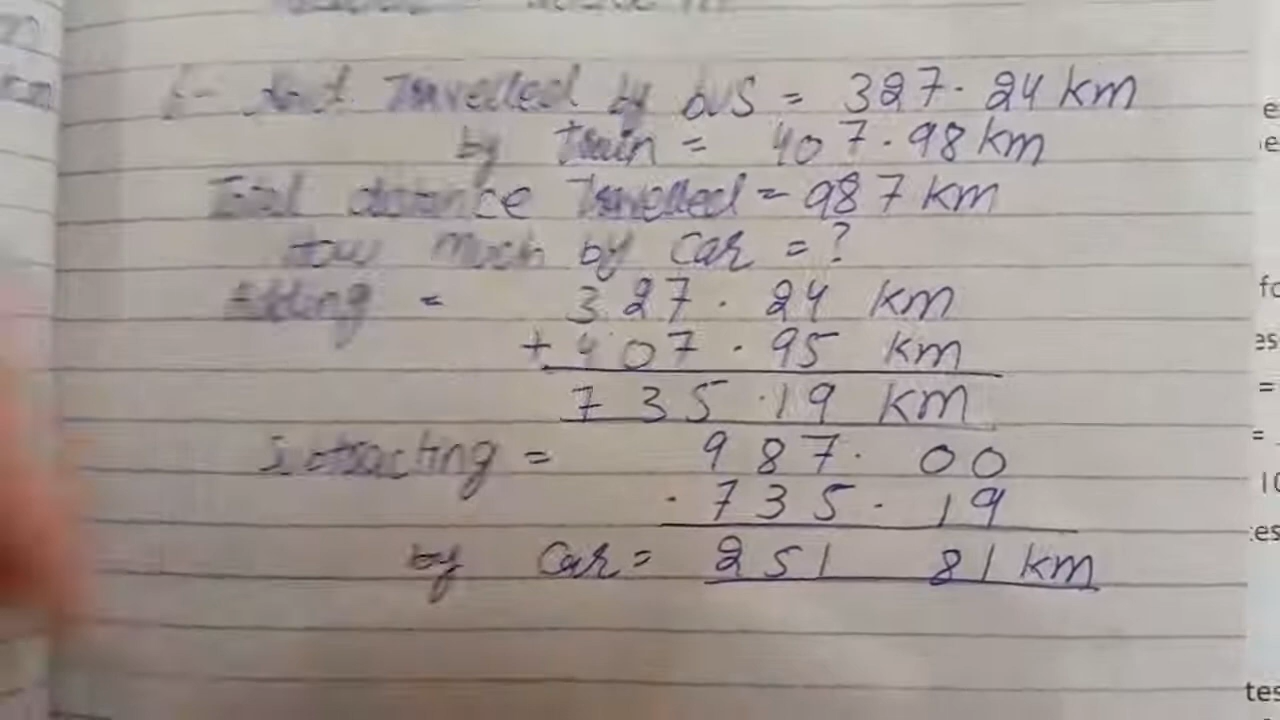 Travelled by bus = 327.24 km
by train = 407.98 km
Total distance Travelled = 987 km
How much by car = ?
Adding = 327.24 km
+ 407.95 km
735.19 km
Subtracting = 987.00
735.19
by car = 251 81 km
tes